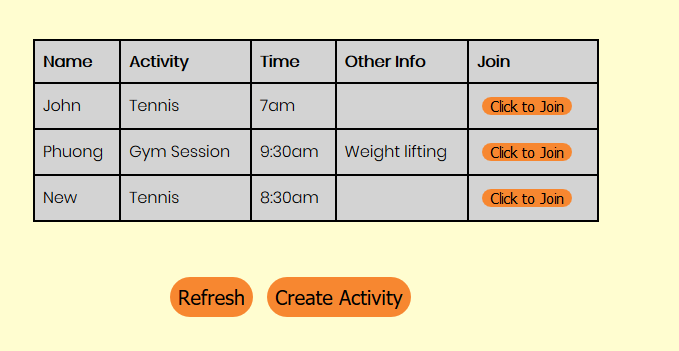 Name Activity Time Other Info Join
John Tennis 7am Click to Join
Phuong Gym Session 9:30am Weight lifting Click to Join
New Tennis 8:30am Click to Join
Refresh Create Activity